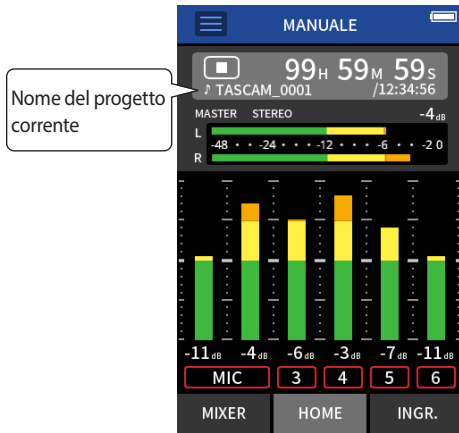 MANUALE
99H 59M 59S
♪ TASCAM_0001 /12:34:56
Nome del progetto
corrente
MASTER STEREO -4dB
L
-48 · · -24 · · · -12 · · · -6 · · -2 0
R
-11dB -4dB -6dB -3dB -7dB -11dB
MIC 3 4 5 6
MIXER HOME INGR.